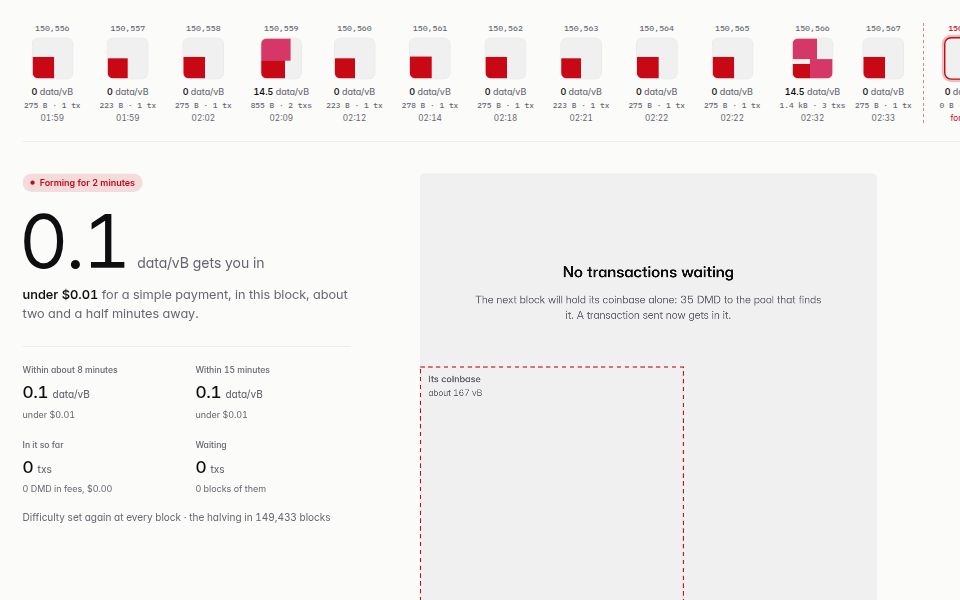 150,556 150,557 150,558 150,559 150,560 150,561 150,562 150,563 150,564 150,565 150,566 150,567
0 data/vB 0 data/vB 0 data/vB 14.5 data/vB 0 data/vB 0 data/vB 0 data/vB 0 data/vB 0 data/vB 0 data/vB 14.5 data/vB 0 data/vB
275 B · 1 tx 223 B · 1 tx 275 B · 1 tx 855 B · 2 txs 223 B · 1 tx 278 B · 1 tx 275 B · 1 tx 223 B · 1 tx 275 B · 1 tx 275 B · 1 tx 1.4 kB · 3 txs 275 B · 1 tx 0 B
01:59 01:59 02:02 02:09 02:12 02:14 02:18 02:21 02:22 02:22 02:32 02:33
Forming for 2 minutes
0.1 data/vB gets you in
under $0.01 for a simple payment, in this block, about
two and a half minutes away.
Within about 8 minutes Within 15 minutes
0.1 data/vB 0.1 data/vB
under $0.01 under $0.01
In it so far Waiting
0 txs 0 txs
0 DMD in fees, $0.00 0 blocks of them
Difficulty set again at every block · the halving in 149,433 blocks
No transactions waiting
The next block will hold its coinbase alone: 35 DMD to the pool that finds
it. A transaction sent now gets in it.
Its coinbase
about 167 vB